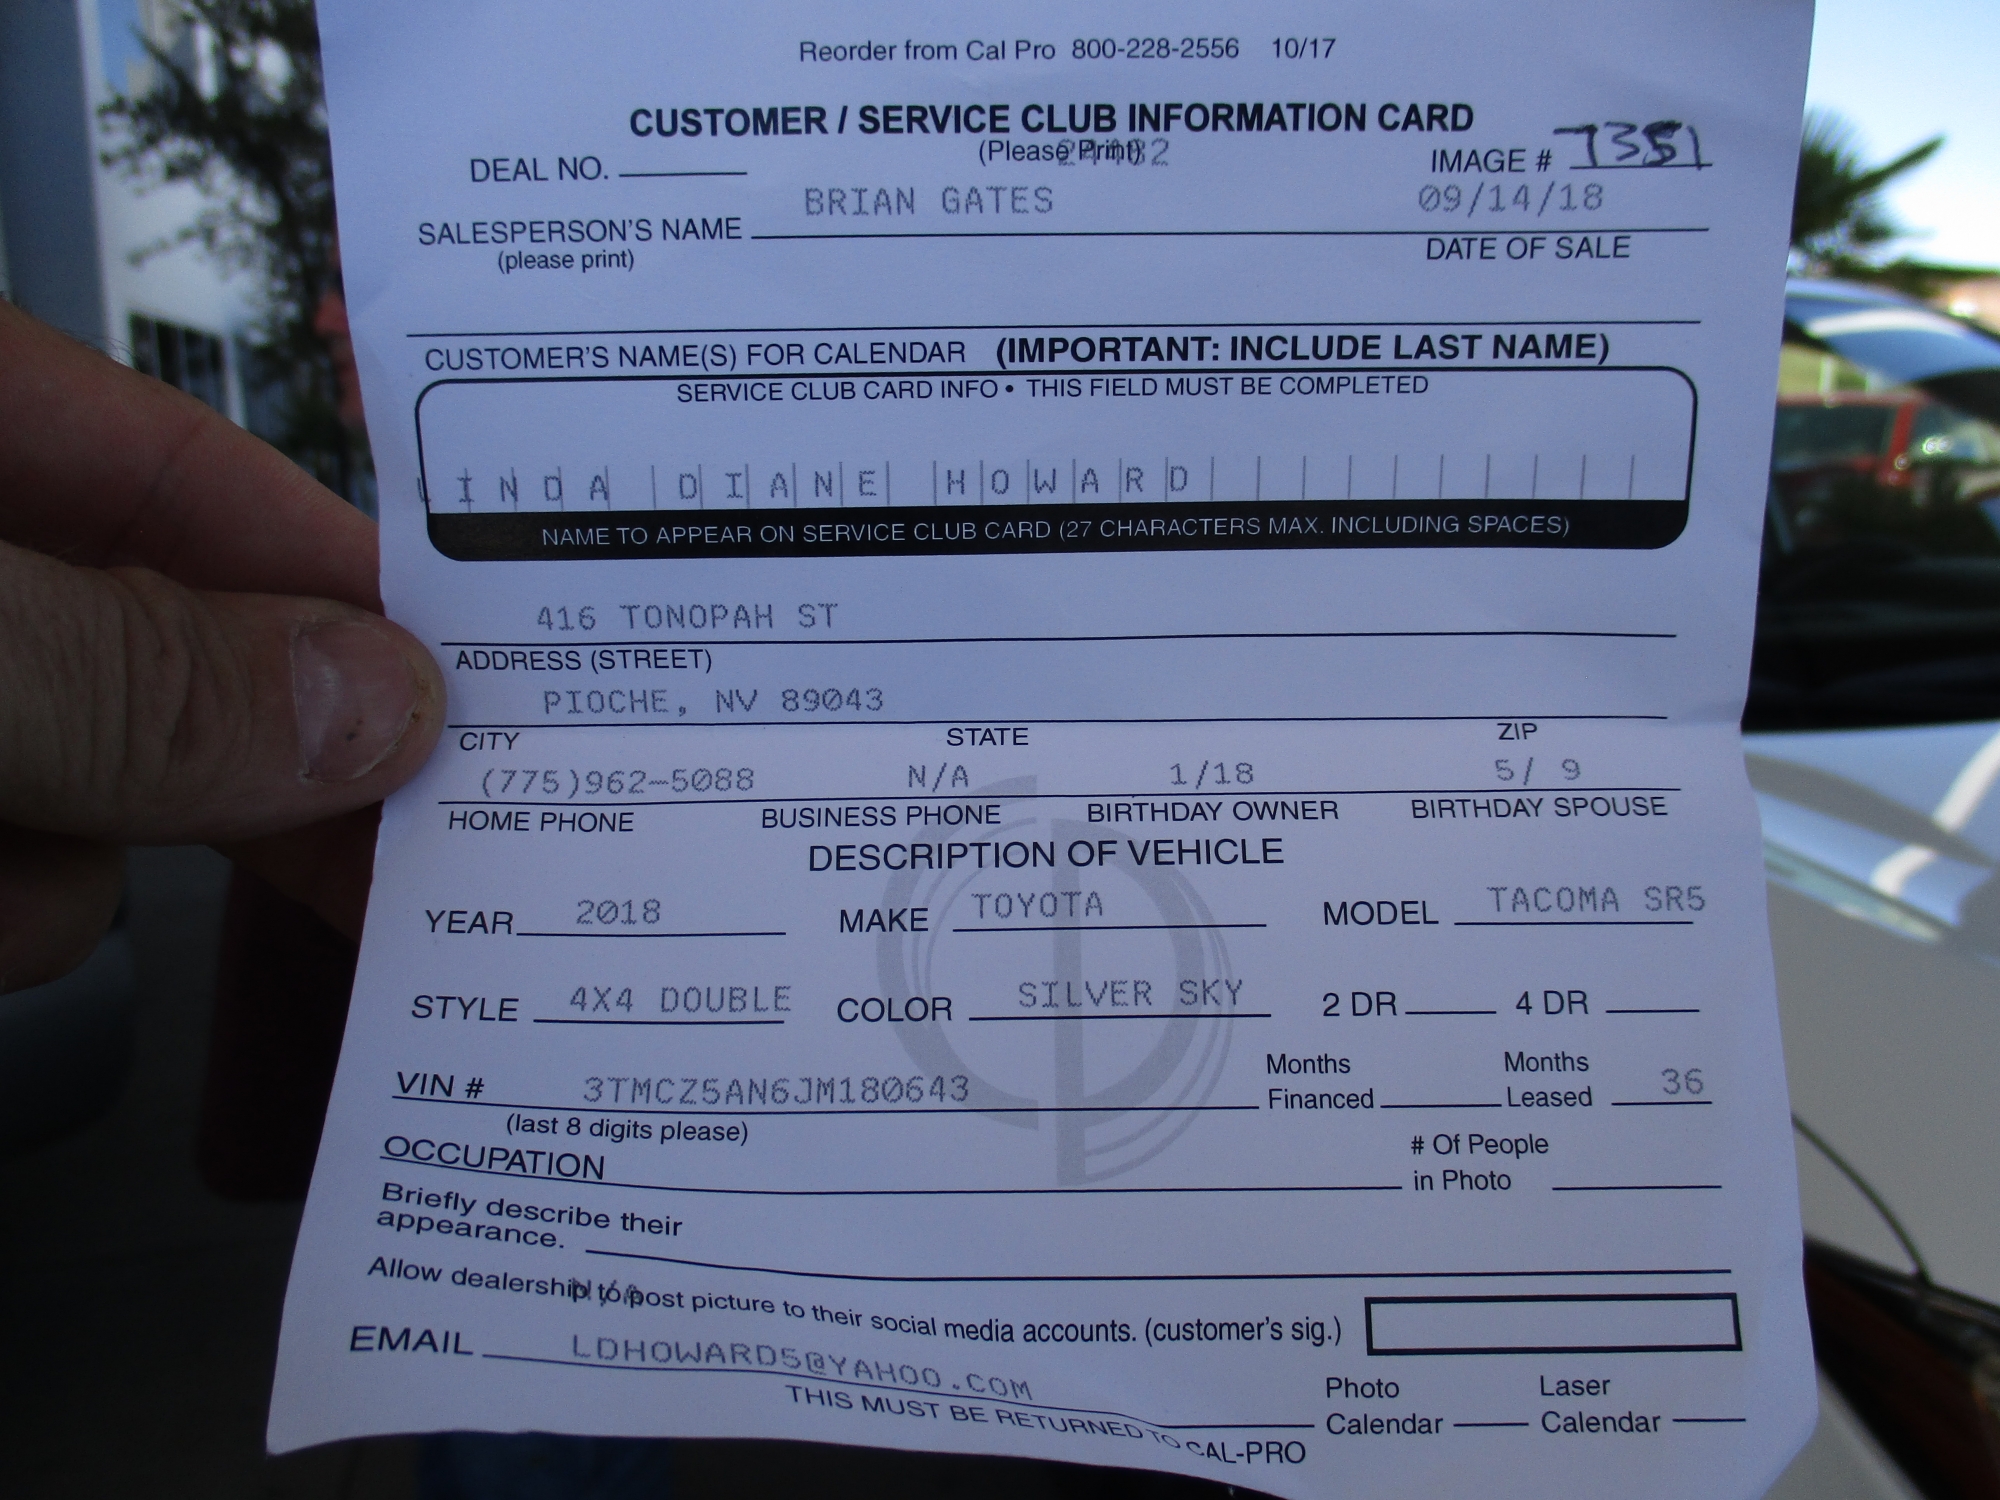 Reorder from Cal Pro 800-228-2556 10/17
CUSTOMER / SERVICE CLUB INFORMATION CARD
(Please Print)
DEAL NO. IMAGE # 7351
BRIAN GATES 09/14/18
SALESPERSON'S NAME DATE OF SALE
(please print)
CUSTOMER'S NAME(S) FOR CALENDAR (IMPORTANT: INCLUDE LAST NAME)
SERVICE CLUB CARD INFO • THIS FIELD MUST BE COMPLETED
LINDA DIANE HOWARD
NAME TO APPEAR ON SERVICE CLUB CARD (27 CHARACTERS MAX. INCLUDING SPACES)
416 TONOPAH ST
ADDRESS (STREET)
PIOCHE, NV 89043
CITY STATE ZIP
(775)962-5088 N/A 1/18 5/ 9
HOME PHONE BUSINESS PHONE BIRTHDAY OWNER BIRTHDAY SPOUSE
DESCRIPTION OF VEHICLE
YEAR 2018 MAKE TOYOTA MODEL TACOMA SR5
STYLE 4X4 DOUBLE COLOR SILVER SKY 2 DR 4 DR
VIN # 3TMCZ5AN6JM180643 Months Financed Months Leased 36
(last 8 digits please)
OCCUPATION # Of People in Photo
Briefly describe their
appearance.
Allow dealership to post picture to their social media accounts. (customer's sig.)
EMAIL LDHOWARD5@YAHOO.COM
Photo Calendar Laser Calendar
THIS MUST BE RETURNED TO CAL-PRO